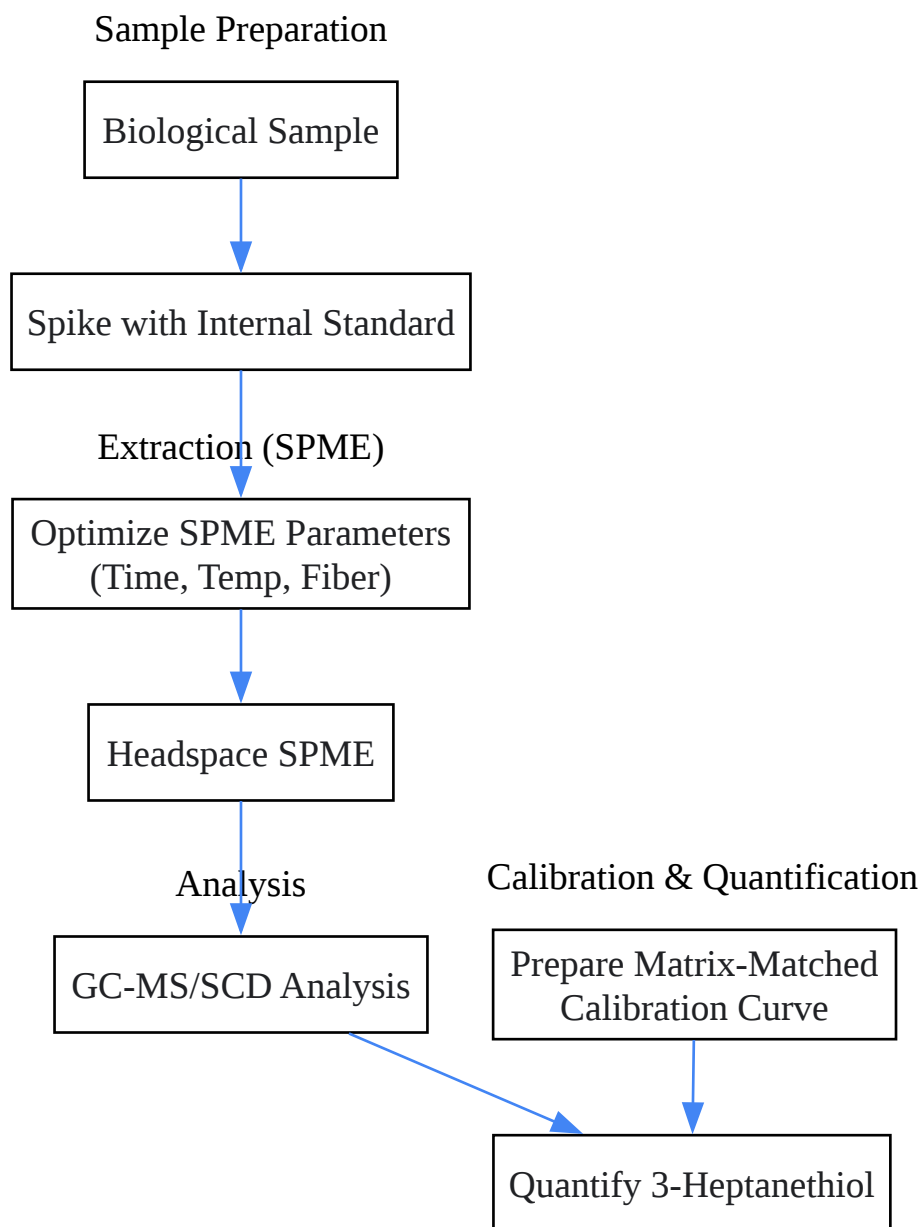 Sample Preparation
Biological Sample
Spike with Internal Standard
Extraction (SPME)
Optimize SPME Parameters
(Time, Temp, Fiber)
Headspace SPME
Analysis
GC-MS/SCD Analysis
Calibration & Quantification
Prepare Matrix-Matched
Calibration Curve
Quantify 3-Heptanethiol